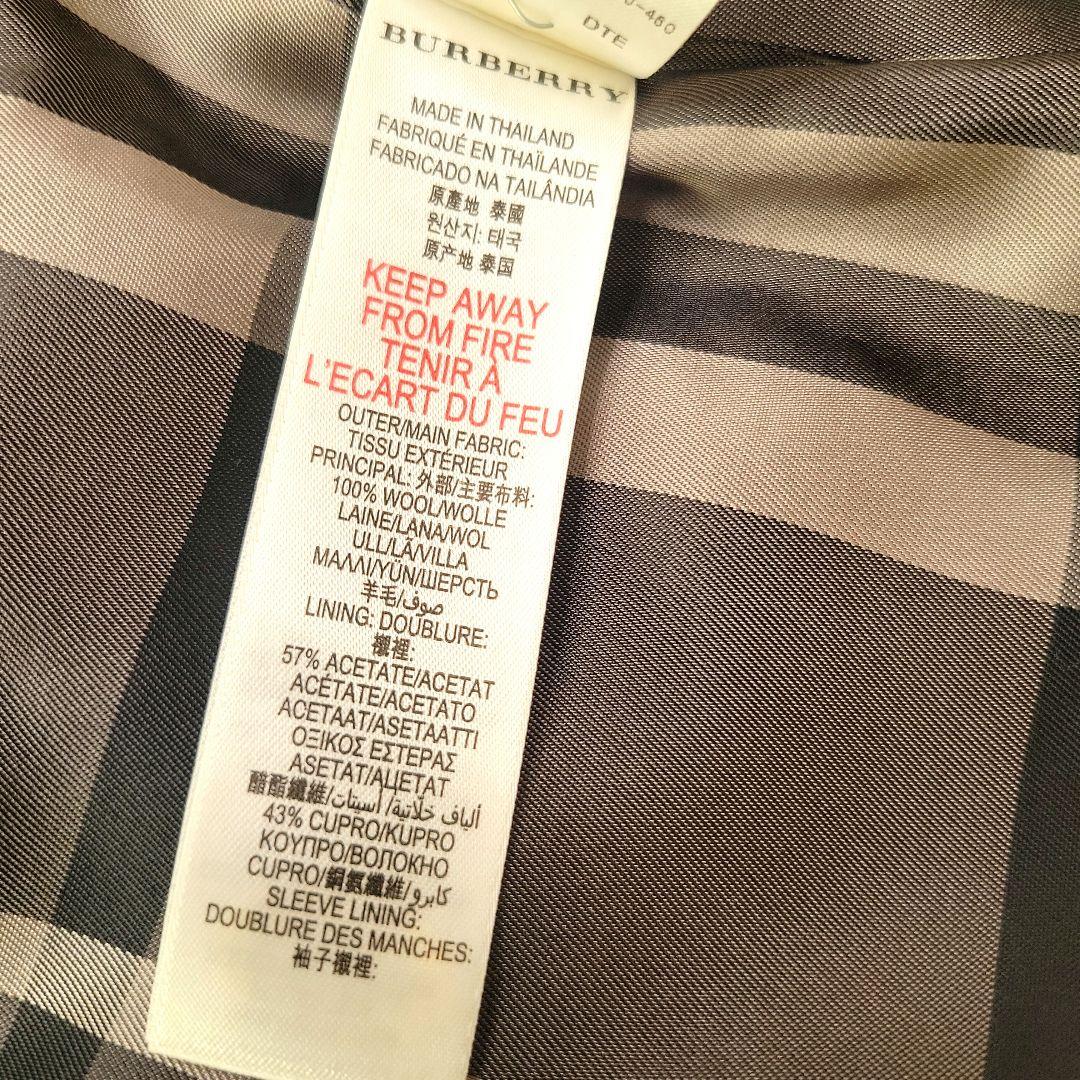 0-460
DTE
BURBERRY
MADE IN THAILAND
FABRIQUÉ EN THAÏLANDE
FABRICADO NA TAILÂNDIA
原產地 泰國
원산지: 태국
原产地 泰国
KEEP AWAY
FROM FIRE
TENIR À
L'ECART DU FEU
OUTER/MAIN FABRIC:
TISSU EXTÉRIEUR
PRINCIPAL: 外部/主要布料:
100% WOOL/WOLLE
LAINE/LANA/WOL
ULL/LÃ/VILLA
ΜΑΛΛΙ/YÜN/ШЕРСТЬ
羊毛/صوف
LINING: DOUBLURE:
襯裡:
57% ACETATE/ACETAT
ACÉTATE/ACETATO
ACETAAT/ASETAATTI
ΟΞΙΚΟΣ ΕΣΤΕΡΑΣ
ASETAT/АЦЕТАТ
醋酯纖維/ألياف خلاتية/ أستيات
43% CUPRO/KUPRO
ΚΟΥΠΡΟ/ВОЛОКНО
CUPRO/銅氨纖維/كابرو
SLEEVE LINING:
DOUBLURE DES MANCHES:
袖子襯裡: